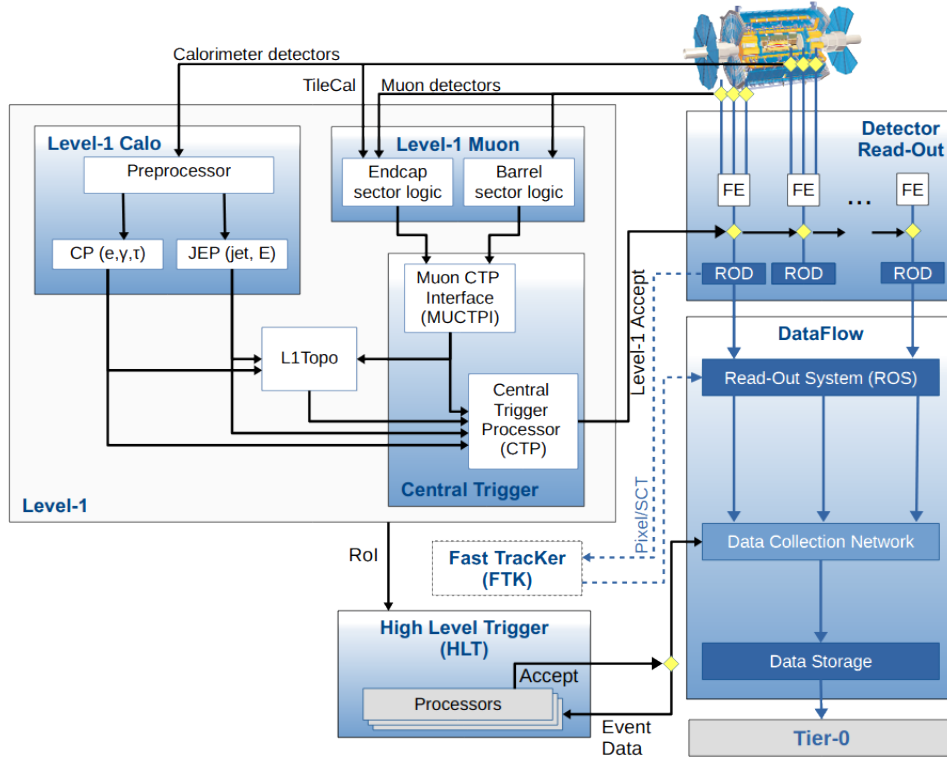 Calorimeter detectors
TileCal
Muon detectors
Level-1 Calo
Preprocessor
CP (e,γ,τ)
JEP (jet, E)
Level-1 Muon
Endcap
sector logic
Barrel
sector logic
Detector
Read-Out
FE
FE
...
FE
ROD
ROD
ROD
Muon CTP
Interface
(MUCTPI)
L1Topo
Central
Trigger
Processor
(CTP)
Central Trigger
Level-1
Level-1 Accept
DataFlow
Read-Out System (ROS)
Pixel/SCT
Data Collection Network
RoI
Fast TracKer
(FTK)
High Level Trigger
(HLT)
Accept
Processors
Event
Data
Data Storage
Tier-0